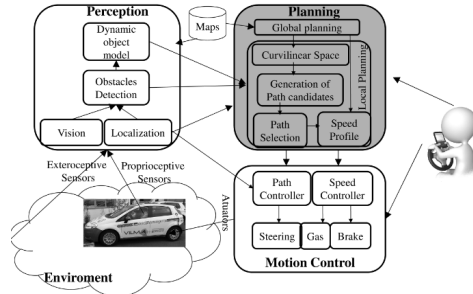 Perception
Dynamic
object
model
Obstacles
Detection
Vision
Localization
Exteroceptive
Sensors
Proprioceptive
Sensors
Enviroment
Maps
Planning
Global planning
Curvilinear Space
Generation of
Path candidates
Path
Selection
Speed
Profile
Local Planning
Atuators
Path
Controller
Speed
Controller
Steering
Gas
Brake
Motion Control